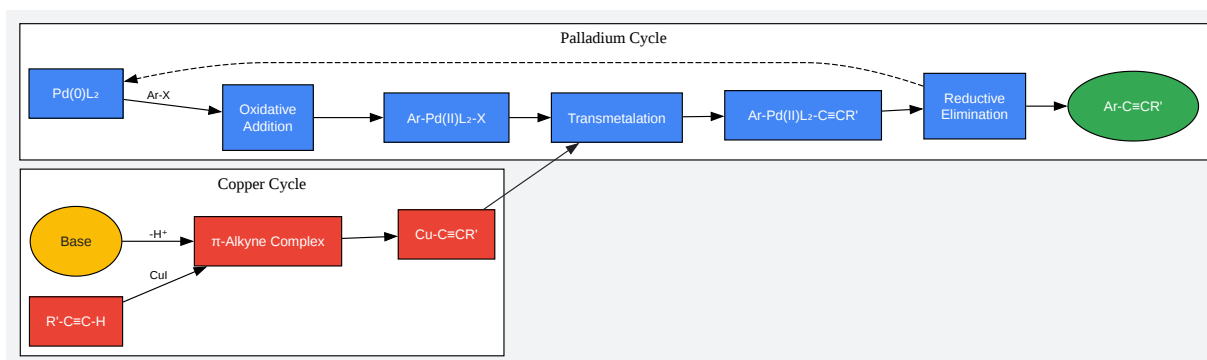 Palladium Cycle
Pd(0)L₂
Ar-X
Oxidative
Addition
Ar-Pd(II)L₂-X
Transmetalation
Ar-Pd(II)L₂-C≡CR'
Reductive
Elimination
Ar-C≡CR'
Copper Cycle
Base
-H⁺
π-Alkyne Complex
Cu-C≡CR'
CuI
R'-C≡C-H